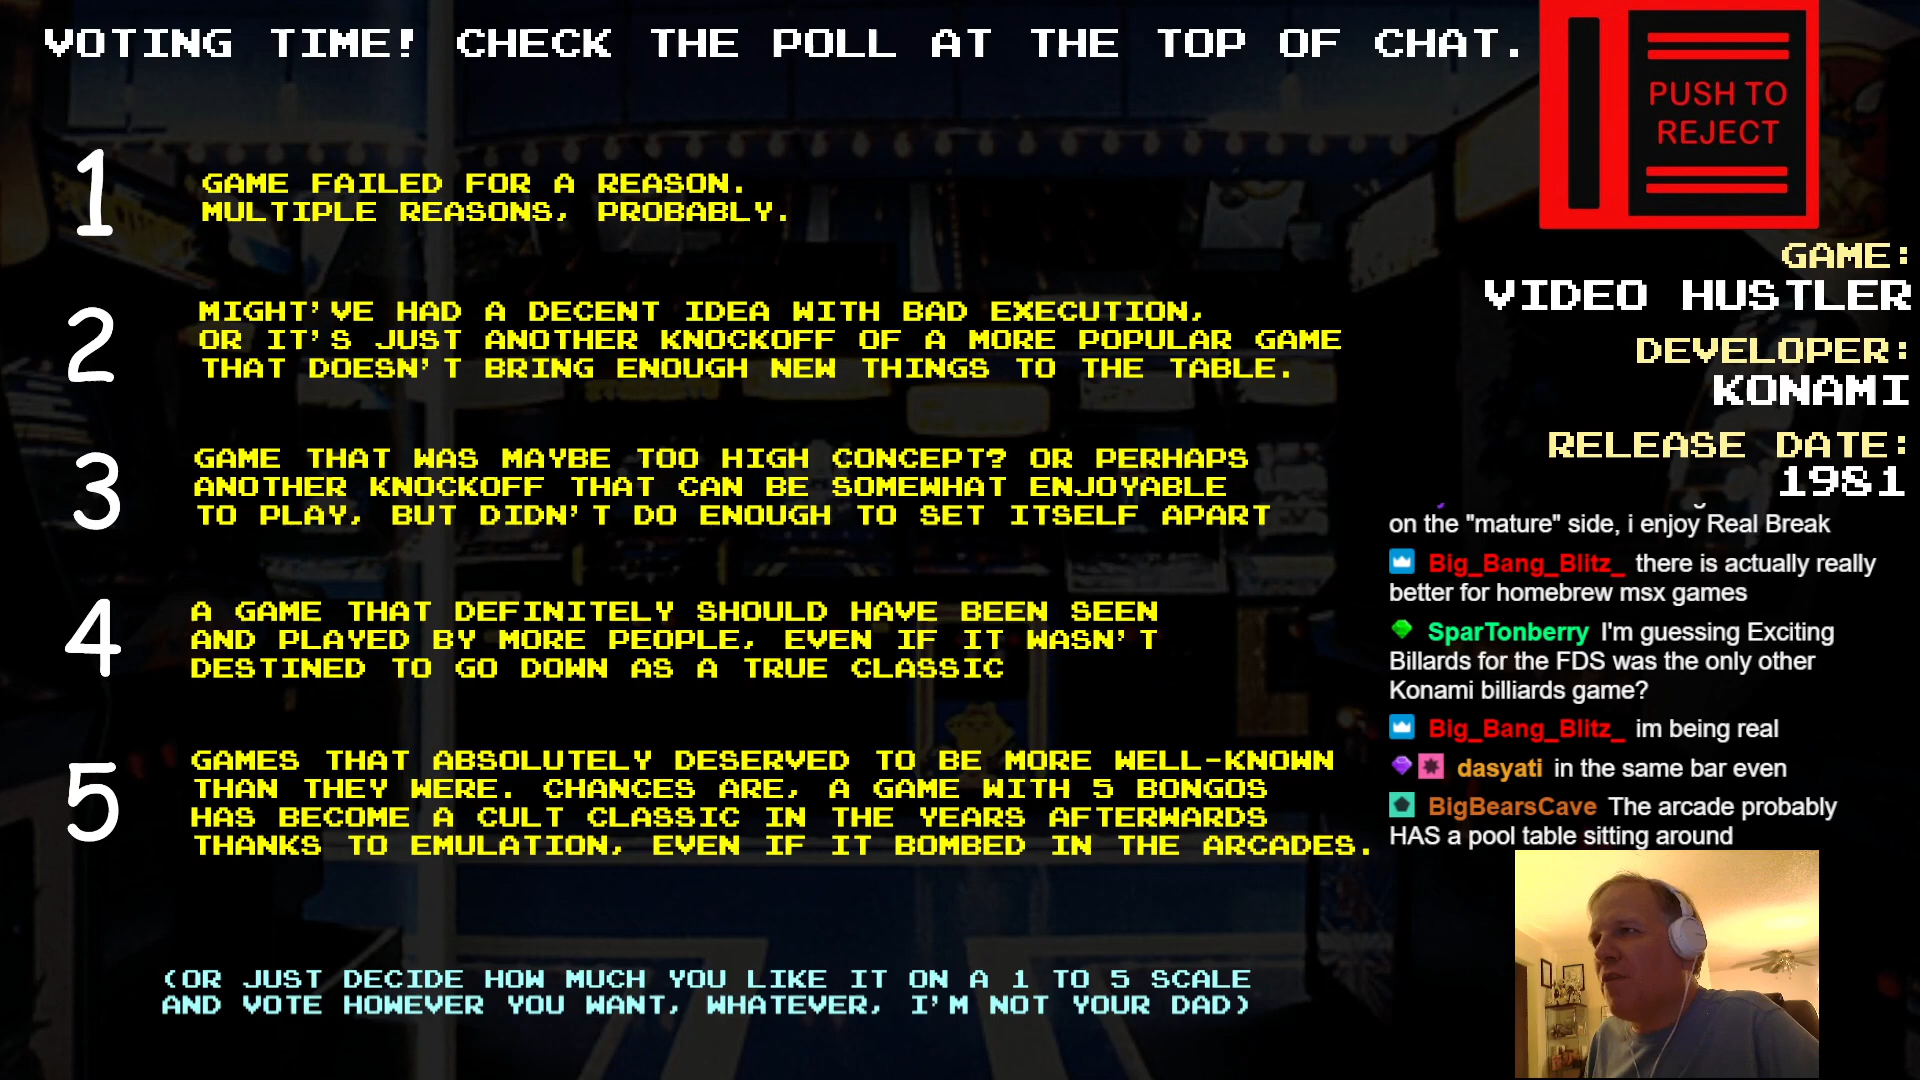 VOTING TIME! CHECK THE POLL AT THE TOP OF CHAT.
PUSH TO
REJECT
1
GAME FAILED FOR A REASON.
MULTIPLE REASONS, PROBABLY.
2
MIGHT'VE HAD A DECENT IDEA WITH BAD EXECUTION,
OR IT'S JUST ANOTHER KNOCKOFF OF A MORE POPULAR GAME
THAT DOESN'T BRING ENOUGH NEW THINGS TO THE TABLE.
3
GAME THAT WAS MAYBE TOO HIGH CONCEPT? OR PERHAPS
ANOTHER KNOCKOFF THAT CAN BE SOMEWHAT ENJOYABLE
TO PLAY, BUT DIDN'T DO ENOUGH TO SET ITSELF APART
4
A GAME THAT DEFINITELY SHOULD HAVE BEEN SEEN
AND PLAYED BY MORE PEOPLE, EVEN IF IT WASN'T
DESTINED TO GO DOWN AS A TRUE CLASSIC
5
GAMES THAT ABSOLUTELY DESERVED TO BE MORE WELL-KNOWN
THAN THEY WERE. CHANCES ARE, A GAME WITH 5 BONGOS
HAS BECOME A CULT CLASSIC IN THE YEARS AFTERWARDS
THANKS TO EMULATION, EVEN IF IT BOMBED IN THE ARCADES.
(OR JUST DECIDE HOW MUCH YOU LIKE IT ON A 1 TO 5 SCALE
AND VOTE HOWEVER YOU WANT, WHATEVER, I'M NOT YOUR DAD)
GAME:
VIDEO HUSTLER
DEVELOPER:
KONAMI
RELEASE DATE:
1981
on the "mature" side, i enjoy Real Break
Big_Bang_Blitz_ there is actually really
better for homebrew msx games
SparTonberry I'm guessing Exciting
Billards for the FDS was the only other
Konami billiards game?
Big_Bang_Blitz_ im being real
dasyati in the same bar even
BigBearsCave The arcade probably
HAS a pool table sitting around